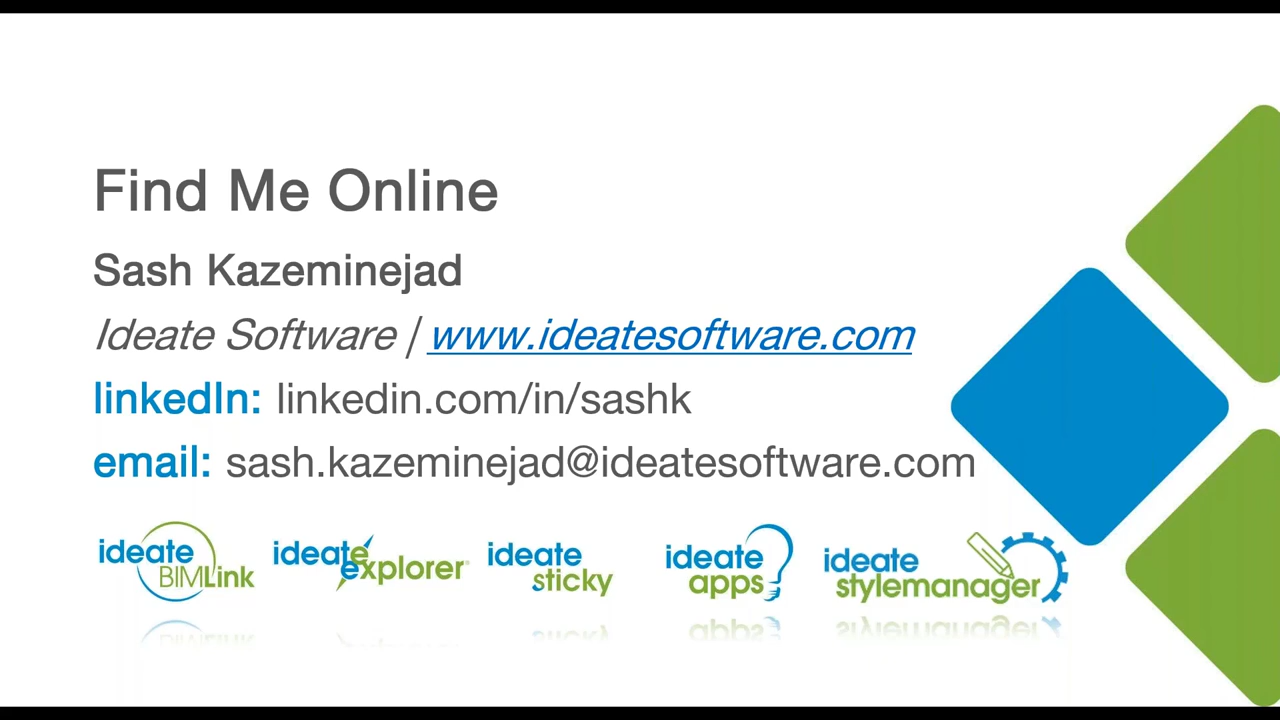 Find Me Online
Sash Kazeminejad
Ideate Software | www.ideatesoftware.com
linkedIn: linkedin.com/in/sashk
email: sash.kazeminejad@ideatesoftware.com
ideate BIMLink
ideate explorer
ideate sticky
ideate apps
ideate stylemanager